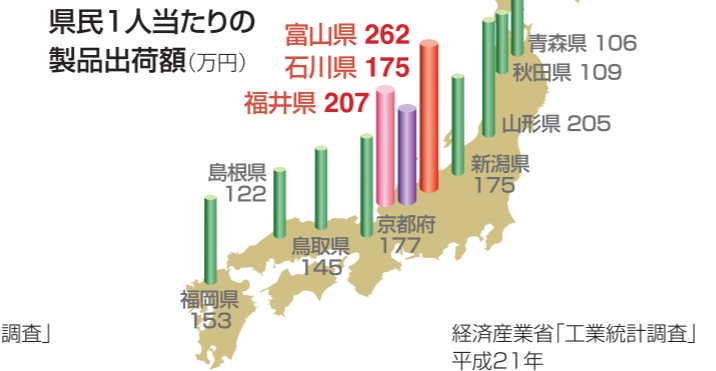 県民1人当たりの
製品出荷額(万円)
富山県 262
石川県 175
福井県 207
青森県 106
秋田県 109
山形県 205
新潟県
175
島根県
122
京都府
177
鳥取県
145
福岡県
153
調査」
経済産業省「工業統計調査」
平成21年